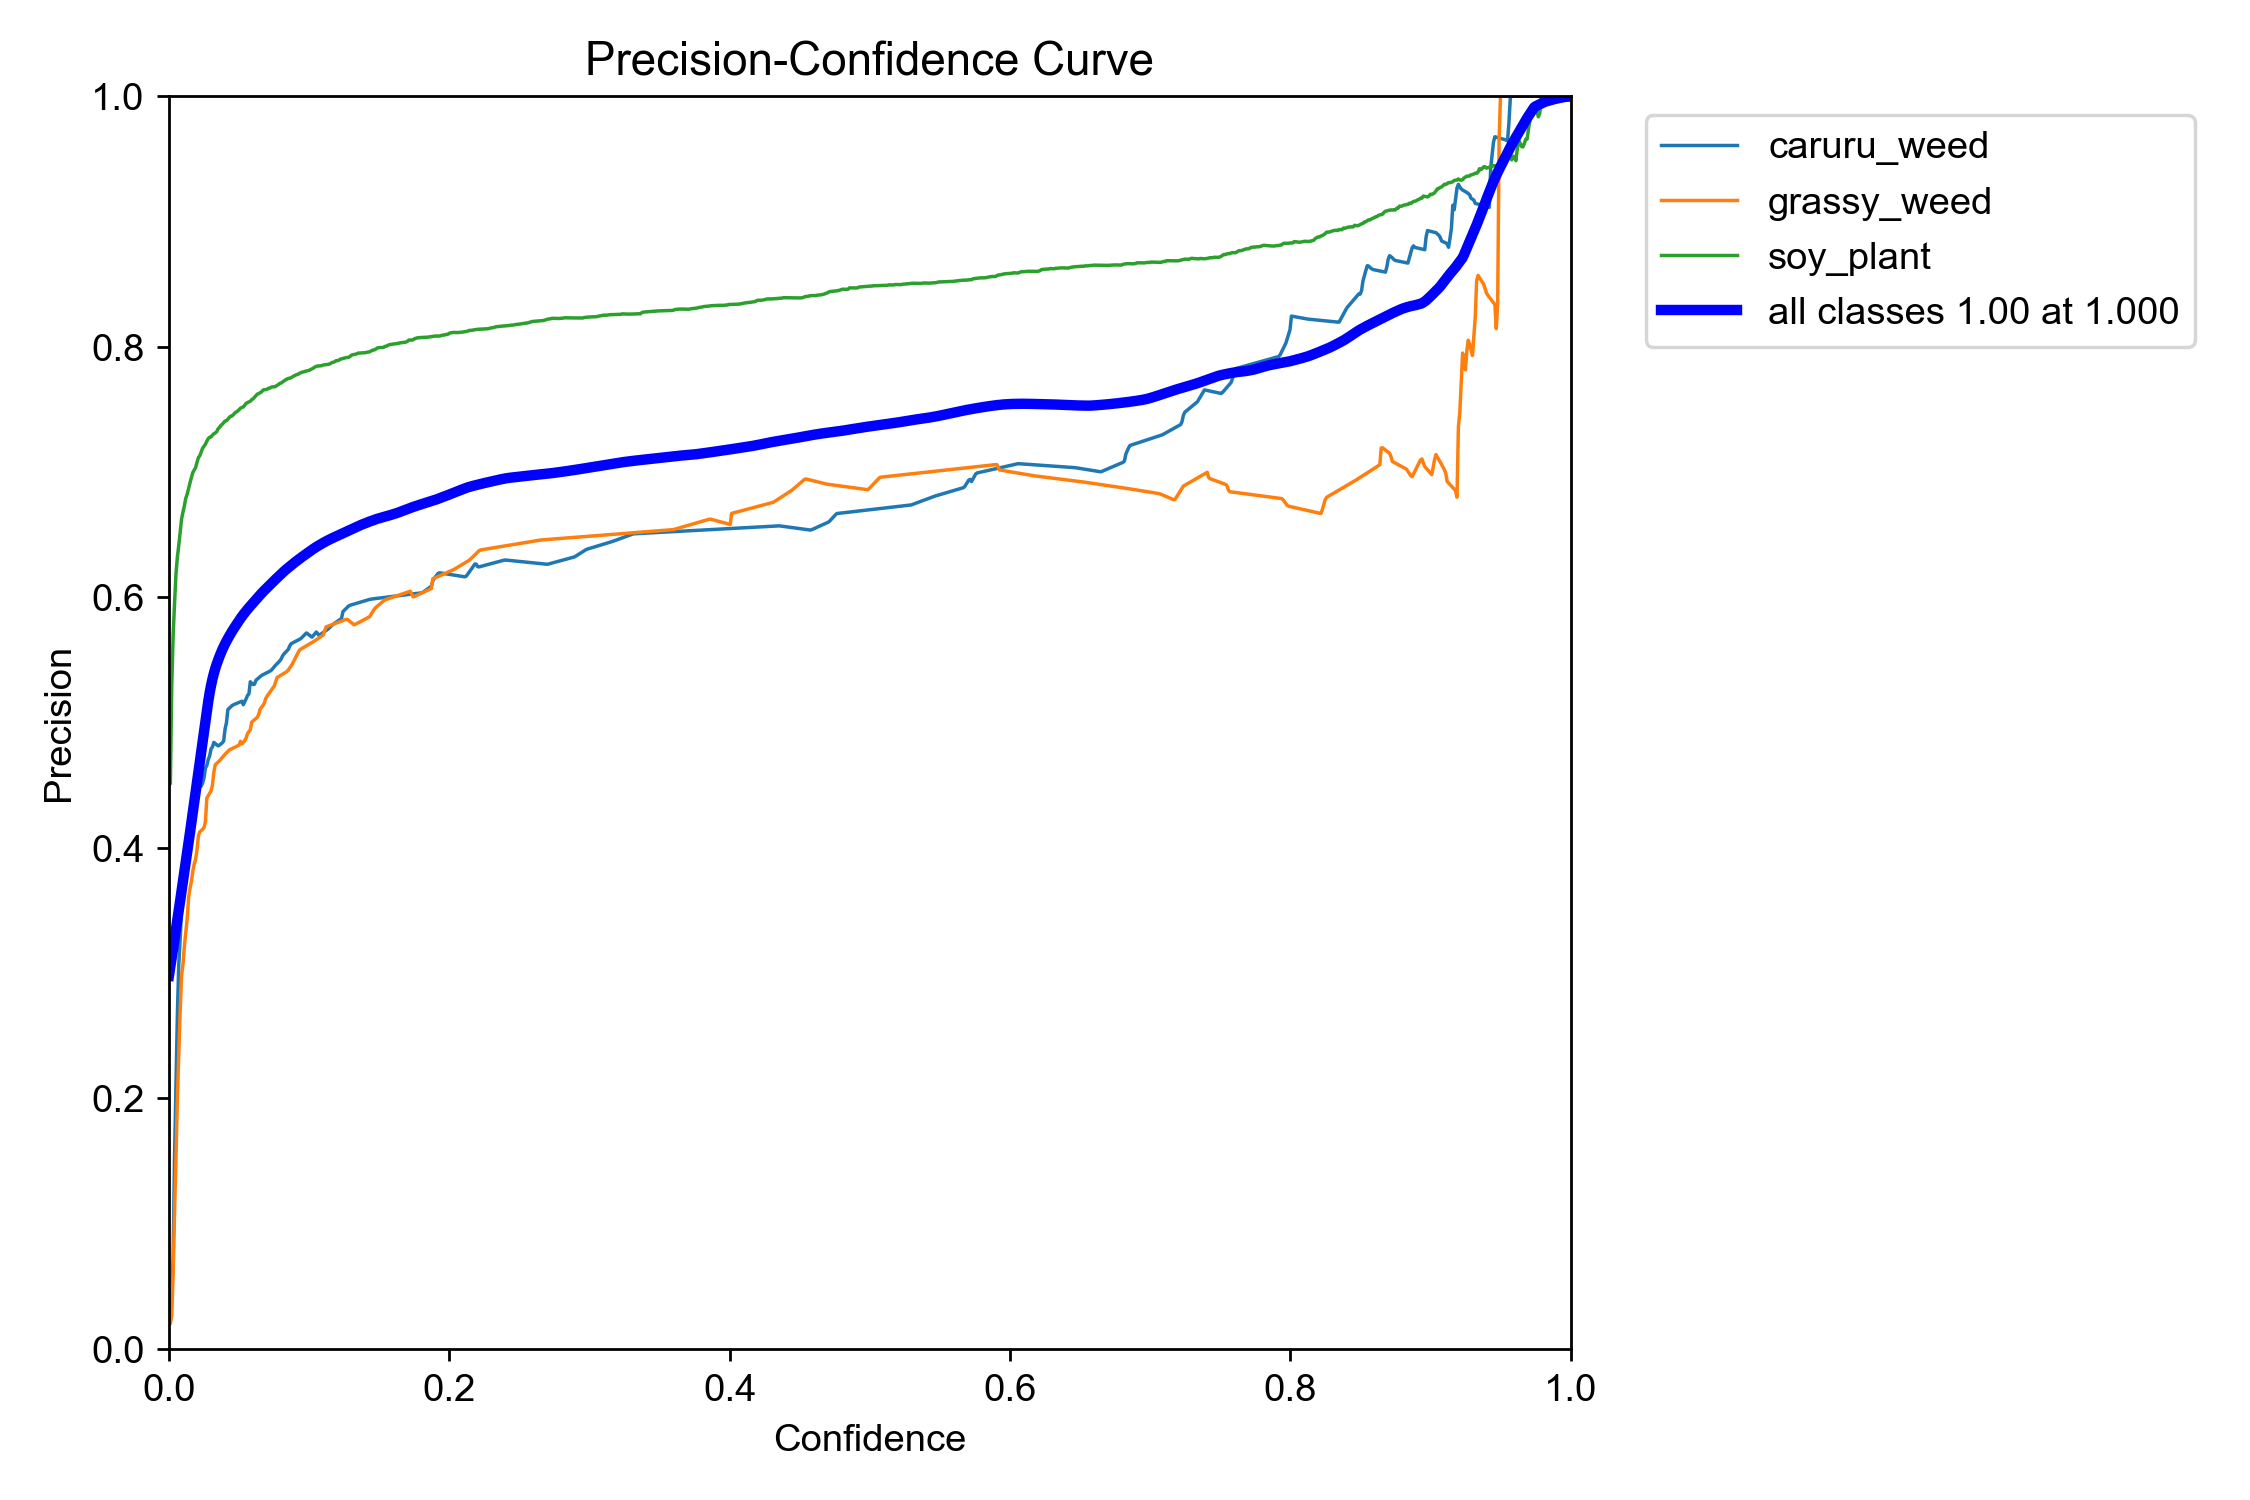 Precision-Confidence Curve
1.0
0.8
0.6
0.4
0.2
0.0
Precision
0.0 0.2 0.4 0.6 0.8 1.0
Confidence
caruru_weed
grassy_weed
soy_plant
all classes 1.00 at 1.000